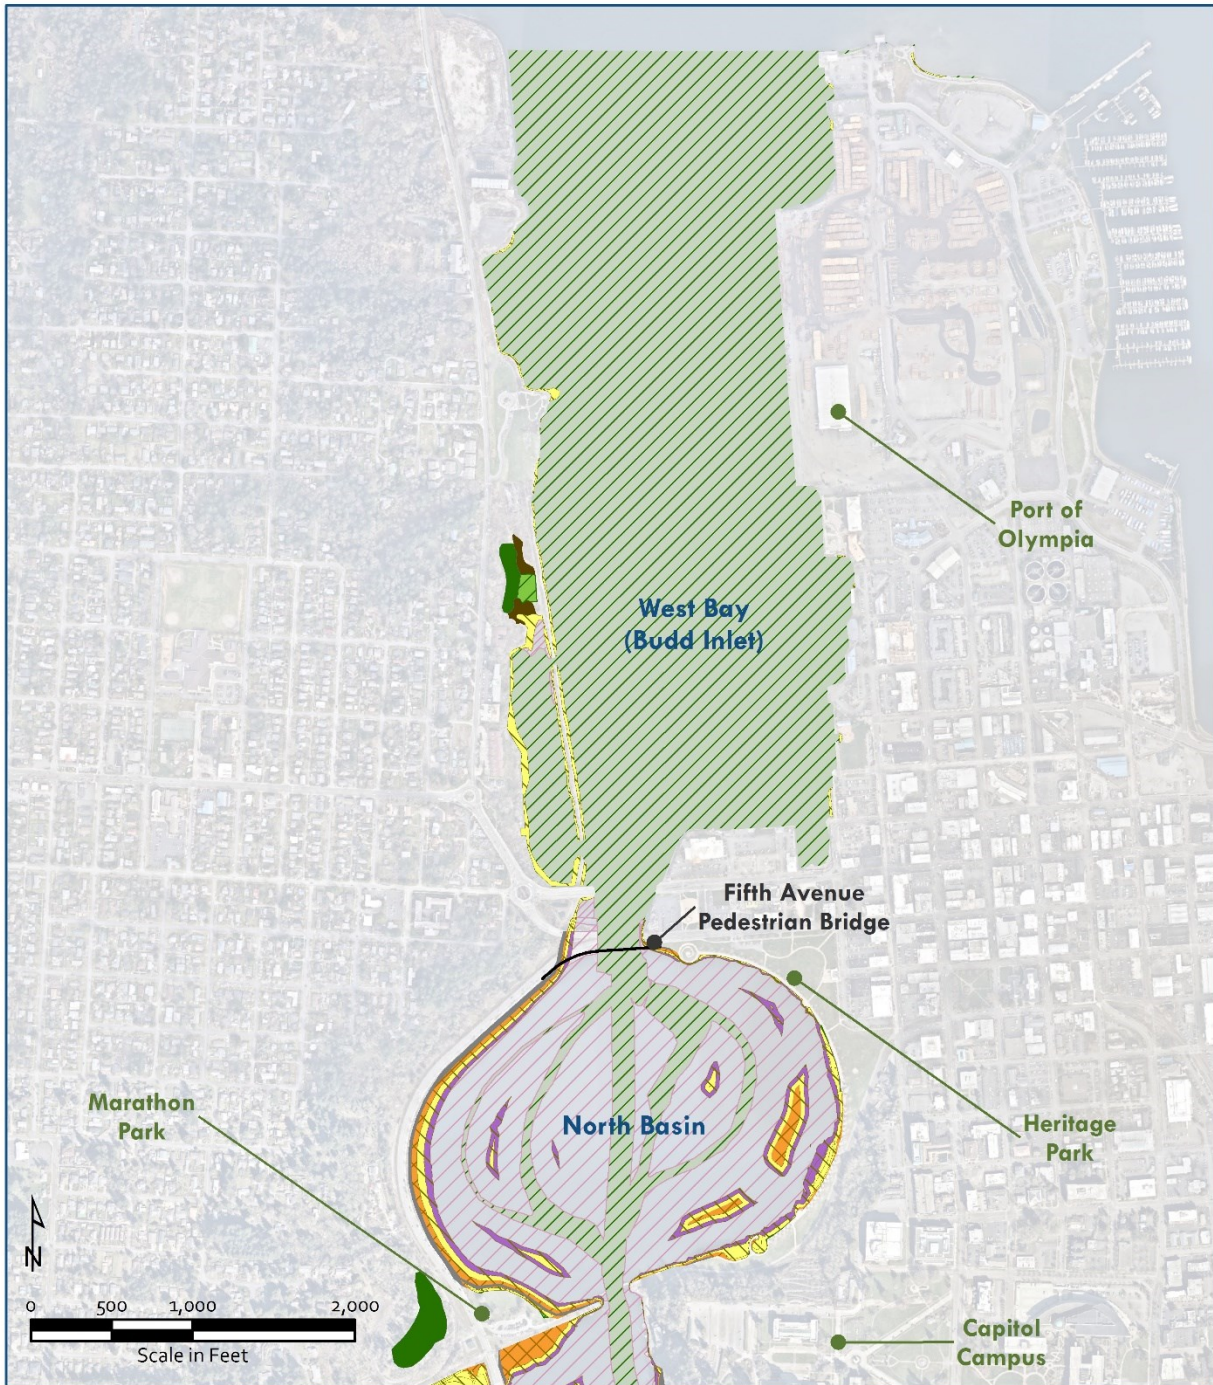 Port of
Olympia
West Bay
(Budd Inlet)
Fifth Avenue
Pedestrian Bridge
Marathon
Park
North Basin
Heritage
Park
N
0 500 1,000 2,000
Scale in Feet
Capitol
Campus